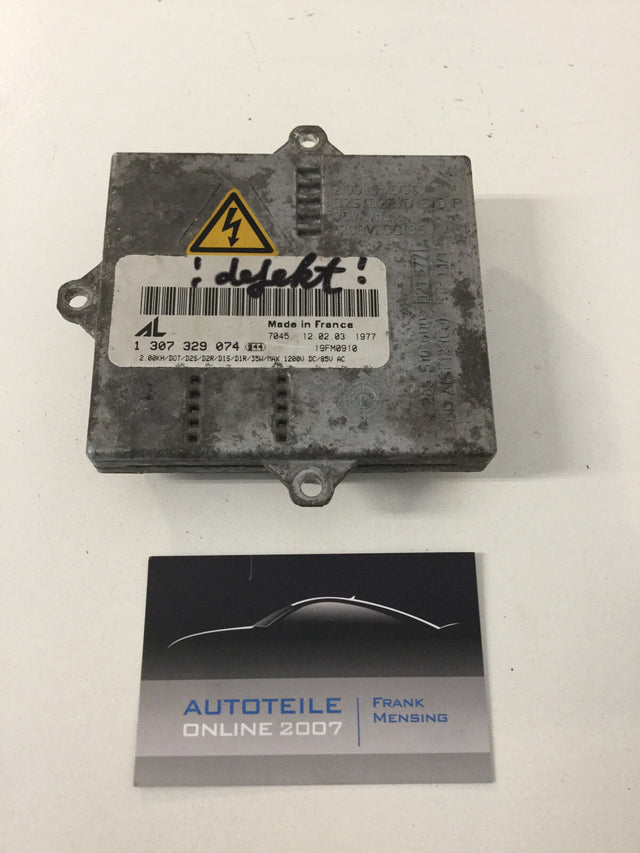 ! defekt !
AL
Made in France
7045 12 02 03 1977
1 307 329 074 844
19FM0910
2.00KH/DOT/D2S/D2R/D1S/D1R/35W/MAX 1200V DC/85V AC
AUTOTEILE
ONLINE 2007
FRANK
MENSING